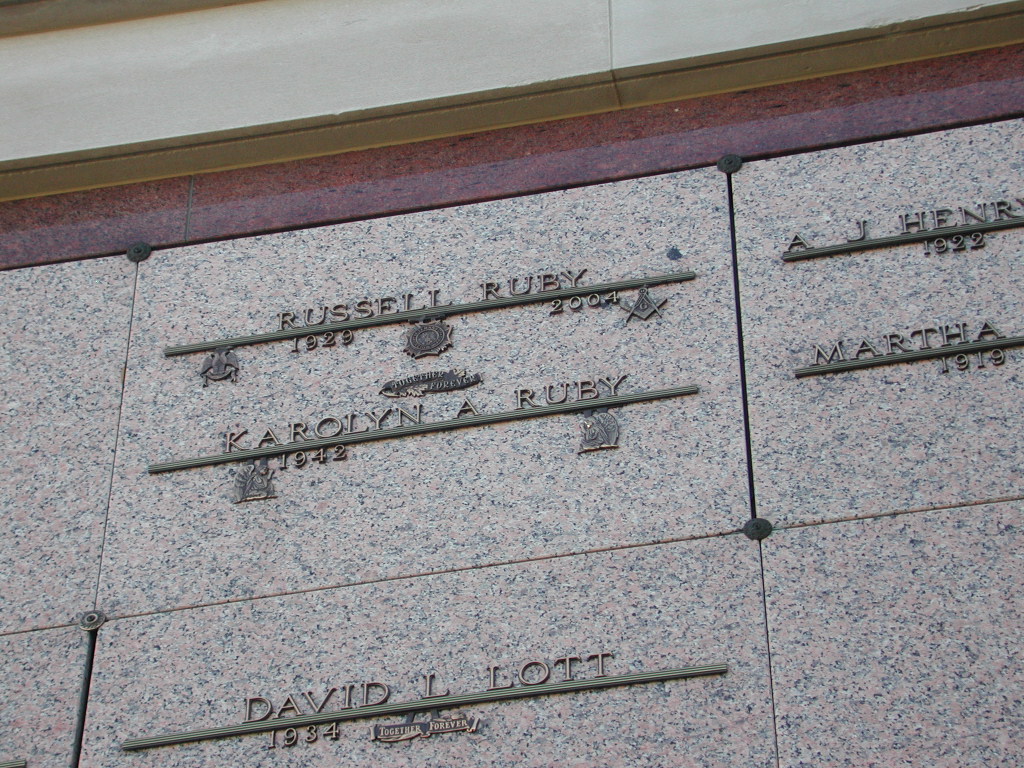 RUSSELL RUBY
1929 2004
TOGETHER FOREVER
KAROLYN A RUBY
1942
A J HENRY
1922
MARTHA A
1919
DAVID L LOTT
1934
TOGETHER FOREVER